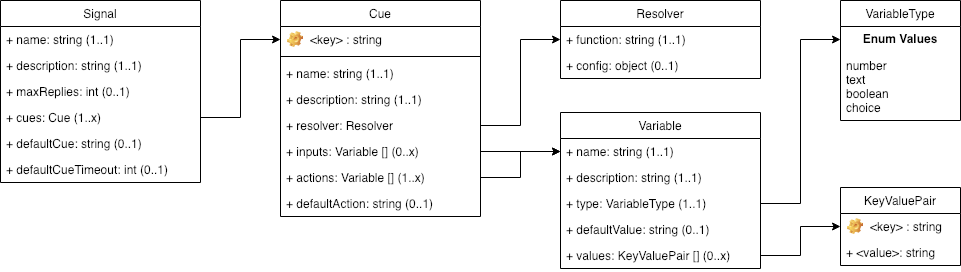 Signal
+ name: string (1..1)
+ description: string (1..1)
+ maxReplies: int (0..1)
+ cues: Cue (1..x)
+ defaultCue: string (0..1)
+ defaultCueTimeout: int (0..1)
Cue
<key> : string
+ name: string (1..1)
+ description: string (1..1)
+ resolver: Resolver
+ inputs: Variable [] (0..x)
+ actions: Variable [] (1..x)
+ defaultAction: string (0..1)
Resolver
+ function: string (1..1)
+ config: object (0..1)
Variable
+ name: string (1..1)
+ description: string (1..1)
+ type: VariableType (1..1)
+ defaultValue: string (0..1)
+ values: KeyValuePair [] (0..x)
VariableType
Enum Values
number
text
boolean
choice
KeyValuePair
<key> : string
+ <value>: string